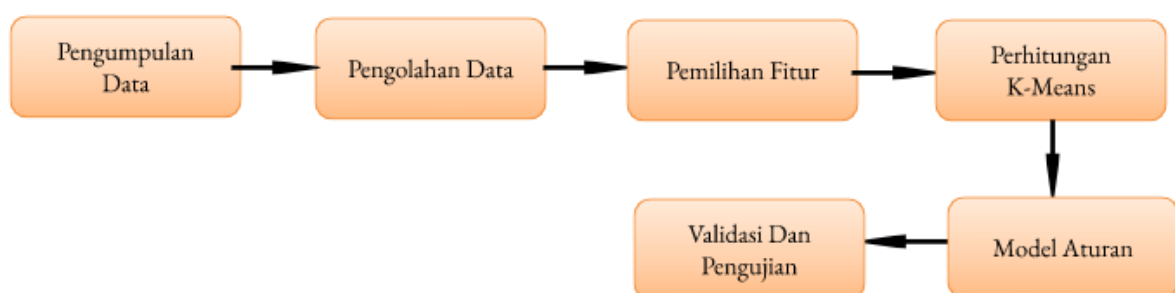 Pengumpulan
Data
Pengolahan Data
Pemilihan Fitur
Perhitungan
K-Means
Model Aturan
Validasi Dan
Pengujian